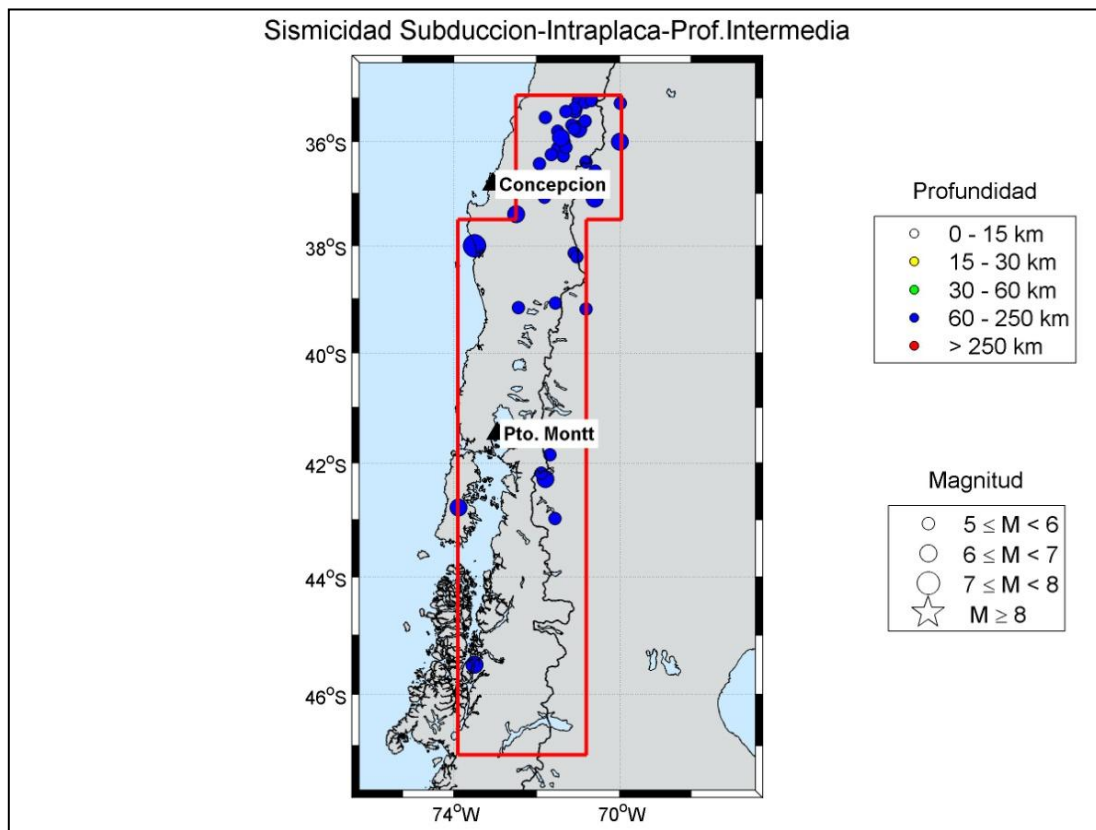 Sismicidad Subduccion-Intraplaca-Prof.Intermedia
36°S
Concepcion
38°S
40°S
Pto. Montt
42°S
44°S
46°S
74°W
70°W
Profundidad
0 - 15 km
15 - 30 km
30 - 60 km
60 - 250 km
> 250 km
Magnitud
5 ≤ M < 6
6 ≤ M < 7
7 ≤ M < 8
M ≥ 8